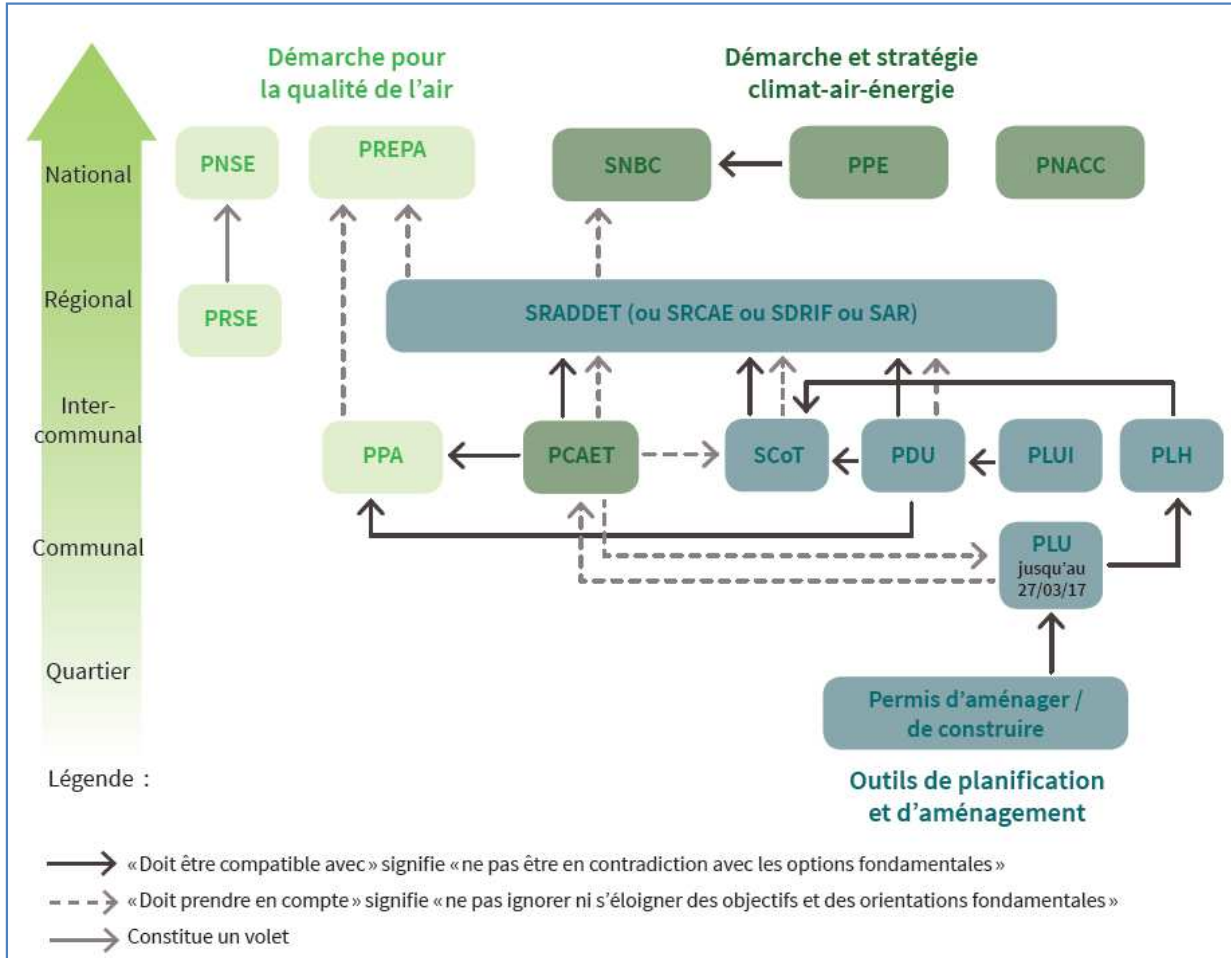 Démarche pour
la qualité de l’air
Démarche et stratégie
climat-air-énergie
National
PNSE
PREPA
SNBC
PPE
PNACC
Régional
PRSE
SRADDET (ou SRCAE ou SDRIF ou SAR)
Inter-
communal
PPA
PCAET
SCoT
PDU
PLUI
PLH
Communal
PLU
jusqu’au
27/03/17
Quartier
Permis d’aménager /
de construire
Légende :
Outils de planification
et d’aménagement
« Doit être compatible avec » signifie « ne pas être en contradiction avec les options fondamentales »
« Doit prendre en compte » signifie « ne pas ignorer ni s’éloigner des objectifs et des orientations fondamentales »
Constitue un volet